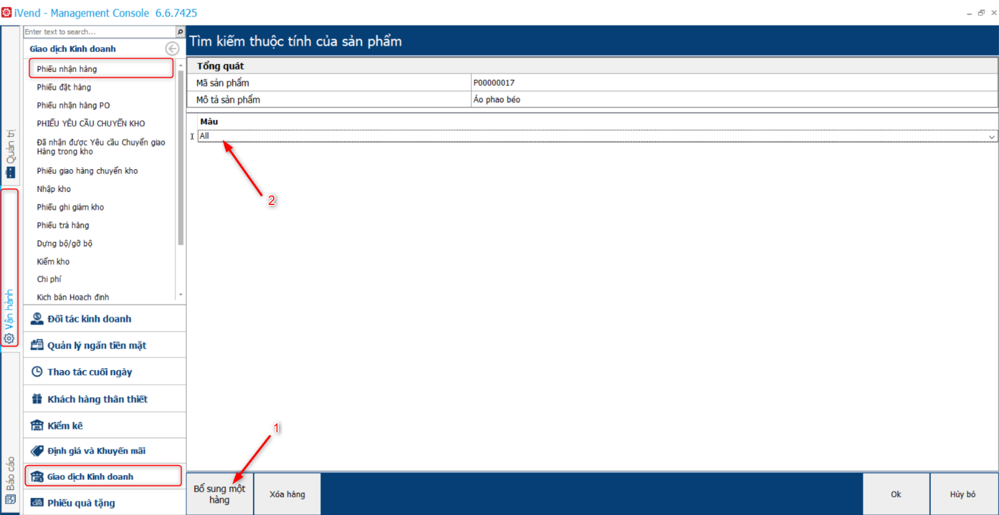 iVend - Management Console 6.6.7425
Enter text to search...
Giao dịch Kinh doanh
Phiếu nhận hàng
Phiếu đặt hàng
Phiếu nhận hàng PO
PHIẾU YÊU CẦU CHUYỂN KHO
Đã nhận được Yêu cầu Chuyển giao
Hàng trong kho
Phiếu giao hàng chuyển kho
Nhập kho
Phiếu ghi giảm kho
Phiếu trả hàng
Dựng bộ/gỡ bộ
Kiểm kho
Chi phí
Kịch bản Hoạch định
Đối tác kinh doanh
Quản lý ngăn tiền mặt
Thao tác cuối ngày
Khách hàng thân thiết
Kiểm kê
Định giá và Khuyến mãi
Giao dịch Kinh doanh
Phiếu quà tặng
Quản trị
Vận hành
Báo cáo
Tìm kiếm thuộc tính của sản phẩm
Tổng quát
Mã sản phẩm P00000017
Mô tả sản phẩm Áo phao béo
Màu
All
2
1
Bổ sung một
hàng
Xóa hàng
Ok
Hủy bỏ